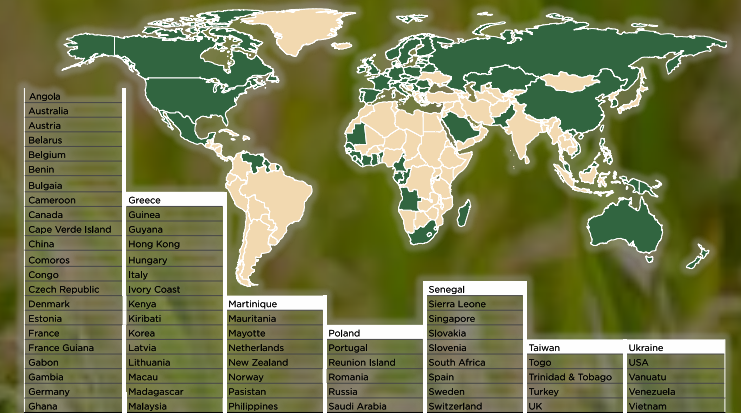 Angola
Australia
Austria
Belarus
Belgium
Benin
Bulgaia
Cameroon
Canada
Cape Verde Island
China
Comoros
Congo
Czech Republic
Denmark
Estonia
France
France Guiana
Gabon
Gambia
Germany
Ghana
Greece
Guinea
Guyana
Hong Kong
Hungary
Italy
Ivory Coast
Kenya
Kiribati
Korea
Latvia
Lithuania
Macau
Madagascar
Malaysia
Martinique
Mauritania
Mayotte
Netherlands
New Zealand
Norway
Pasistan
Philippines
Poland
Portugal
Reunion Island
Romania
Russia
Saudi Arabia
Senegal
Sierra Leone
Singapore
Slovakia
Slovenia
South Africa
Spain
Sweden
Switzerland
Taiwan
Togo
Trinidad & Tobago
Turkey
UK
Ukraine
USA
Vanuatu
Venezuela
Vietnam